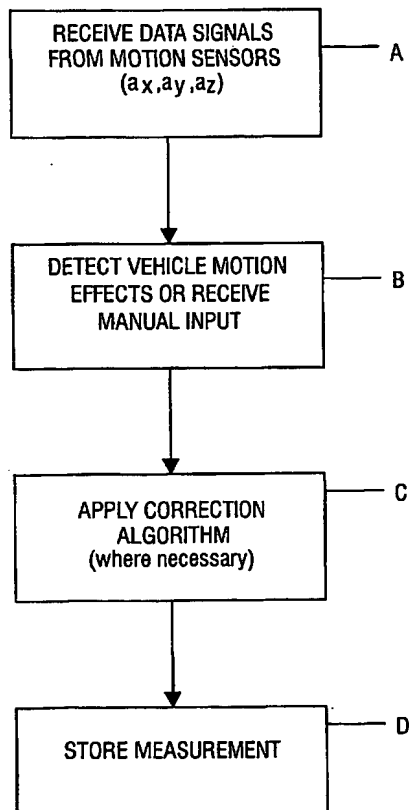 RECEIVE DATA SIGNALS
FROM MOTION SENSORS
(ax,ay,az)
A
DETECT VEHICLE MOTION
EFFECTS OR RECEIVE
MANUAL INPUT
B
APPLY CORRECTION
ALGORITHM
(where necessary)
C
STORE MEASUREMENT
D